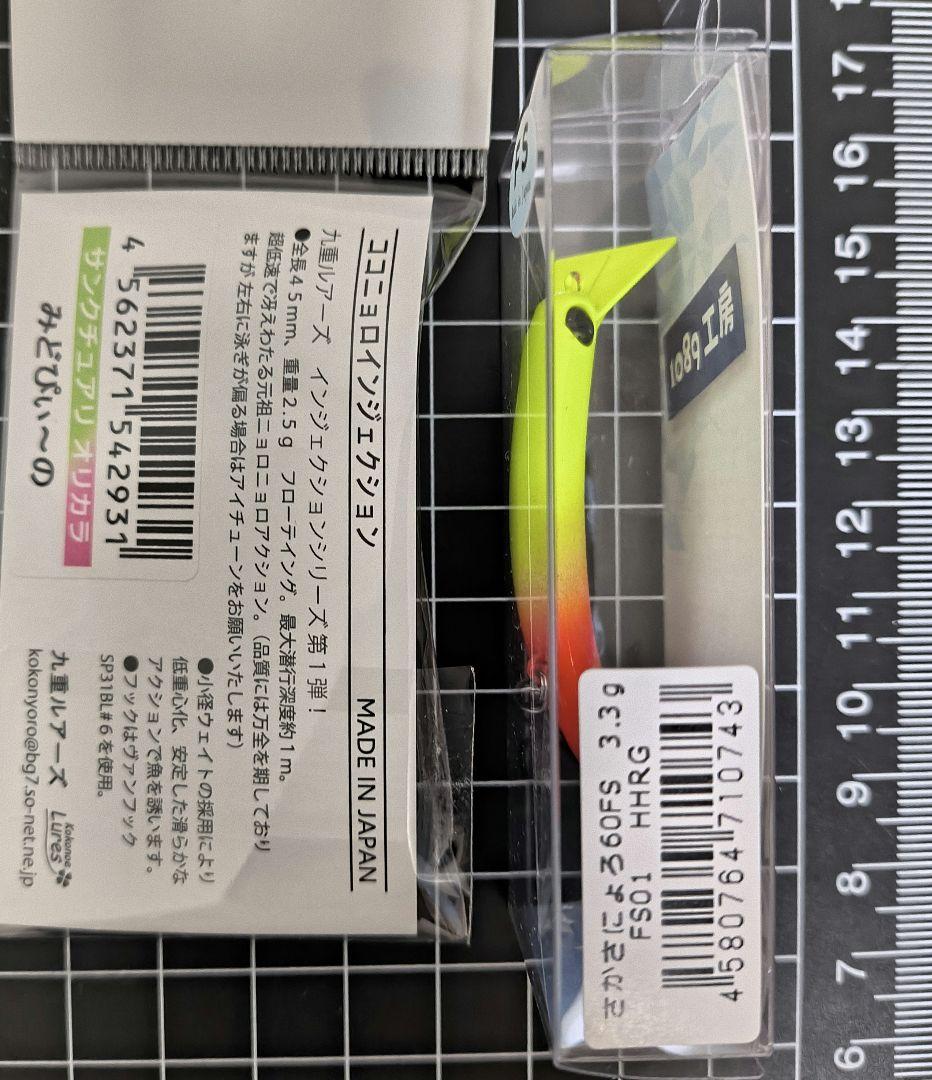 ココニョロインジェクション MADE IN JAPAN
九重ルアーズ インジェクションシリーズ 第1弾!
●全長45mm、重量2.5g フローティング。最大潜行深度約1m。
超低速で冴えわたる元祖ニョロニョロアクション。(品質には万全を期しており
ますが左右に泳ぎが偏る場合はアイチューンをお願いいたします)
●小径ウェイトの採用により
低重心化、安定した滑らかな
アクションで魚を誘います。
●フックはヴァンフック
SP31BL#6を使用。
4 562371 542931
サンクチュアリ オリカラ
みどぴぃ〜の
九重ルアーズ Kokonoe Lures
kokonyoro@bg7.so-net.ne.jp
FS
さかさにょろ60FS 3.3g
FS01 HHRG
4 580764 710743
17
16
15
14
13
12
11
10
9
8
7
6